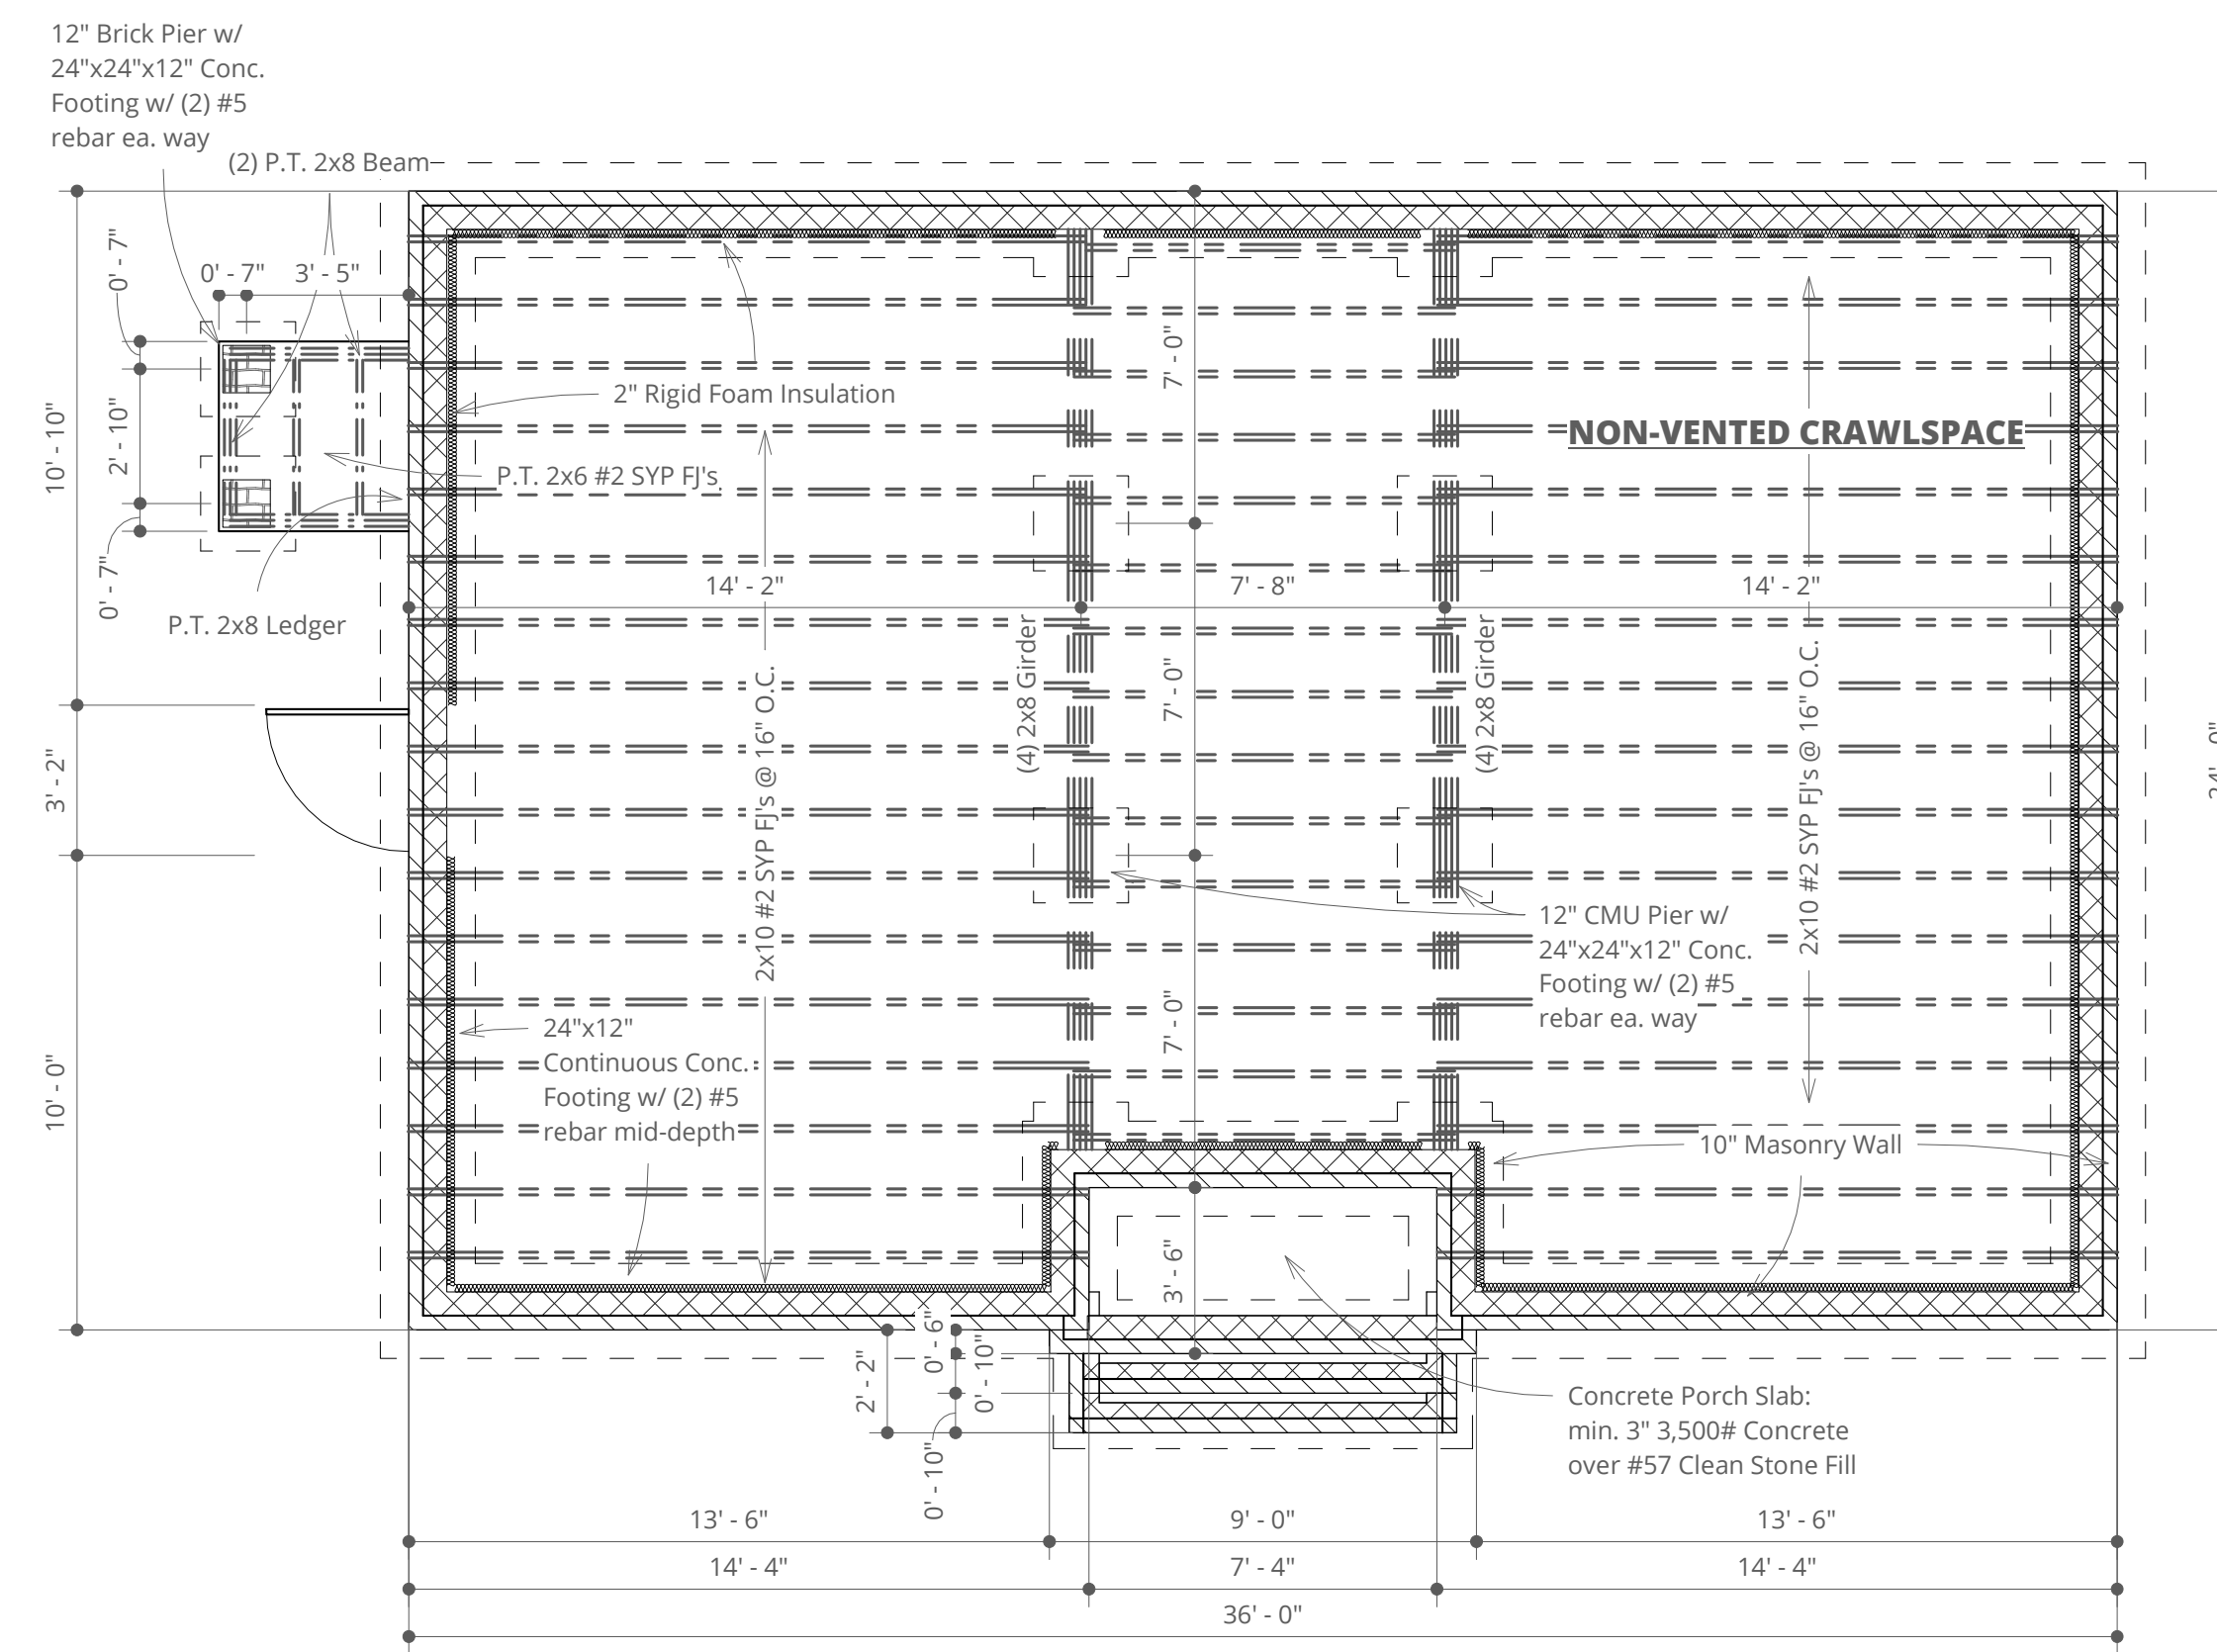 12" Brick Pier w/
24"x24"x12" Conc.
Footing w/ (2) #5
rebar ea. way
(2) P.T. 2x8 Beam
0' - 7"
0' - 7"
3' - 5"
10' - 10"
2' - 10"
0' - 7"
P.T. 2x8 Ledger
3' - 2"
10' - 0"
2" Rigid Foam Insulation
P.T. 2x6 #2 SYP FJ's
7' - 0"
NON-VENTED CRAWLSPACE
14' - 2"
7' - 8"
14' - 2"
(4) 2x8 Girder
7' - 0"
(4) 2x8 Girder
2x10 #2 SYP FJ's @ 16" O.C.
2x10 #2 SYP FJ's @ 16" O.C.
12" CMU Pier w/
24"x24"x12" Conc.
Footing w/ (2) #5
rebar ea. way
7' - 0"
24"x12"
Continuous Conc.
Footing w/ (2) #5
rebar mid-depth
10" Masonry Wall
3' - 6"
2' - 2"
0' - 6"
0' - 10"
0' - 10"
Concrete Porch Slab:
min. 3" 3,500# Concrete
over #57 Clean Stone Fill
13' - 6"
9' - 0"
13' - 6"
14' - 4"
7' - 4"
14' - 4"
36' - 0"